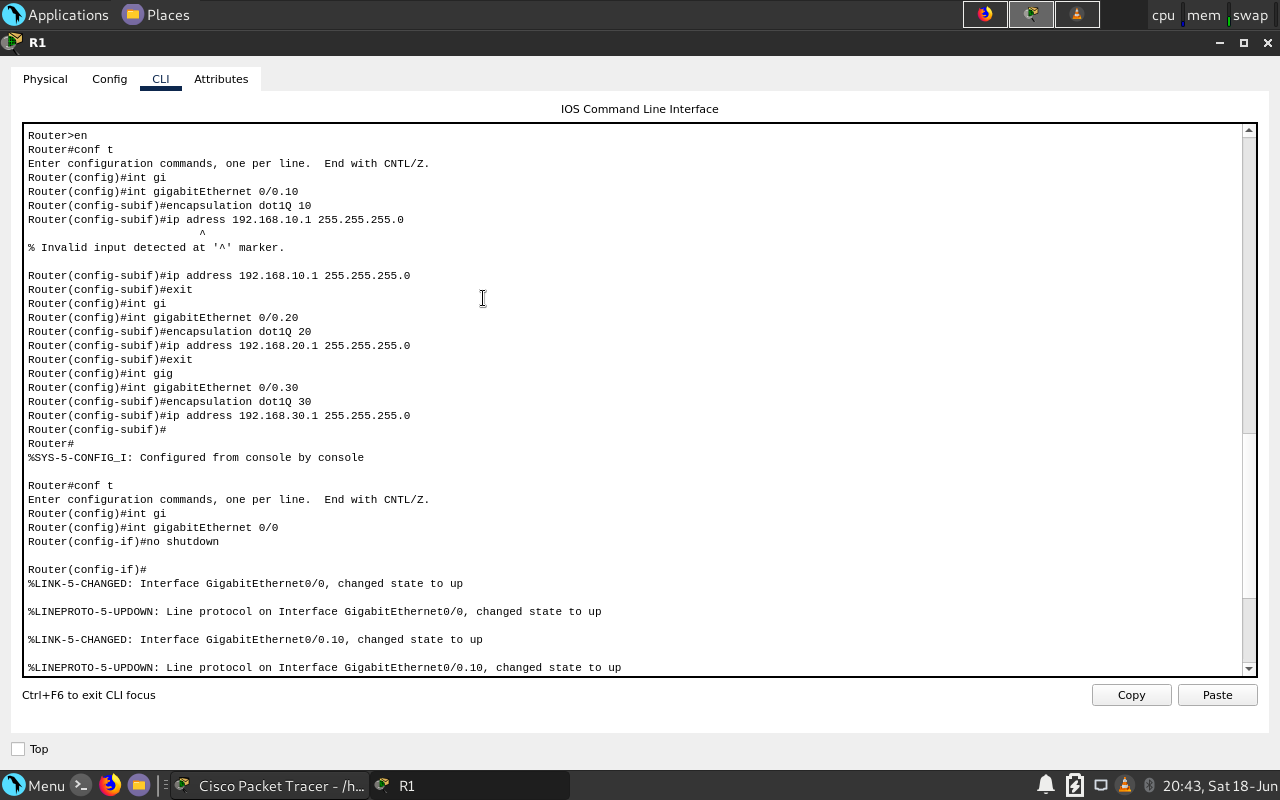 Applications Places cpu mem swap
R1
Physical Config CLI Attributes
IOS Command Line Interface
Router>en
Router#conf t
Enter configuration commands, one per line.  End with CNTL/Z.
Router(config)#int gi
Router(config)#int gigabitEthernet 0/0.10
Router(config-subif)#encapsulation dot1Q 10
Router(config-subif)#ip adress 192.168.10.1 255.255.255.0
^
% Invalid input detected at '^' marker.
Router(config-subif)#ip address 192.168.10.1 255.255.255.0
Router(config-subif)#exit
Router(config)#int gi
Router(config)#int gigabitEthernet 0/0.20
Router(config-subif)#encapsulation dot1Q 20
Router(config-subif)#ip address 192.168.20.1 255.255.255.0
Router(config-subif)#exit
Router(config)#int gig
Router(config)#int gigabitEthernet 0/0.30
Router(config-subif)#encapsulation dot1Q 30
Router(config-subif)#ip address 192.168.30.1 255.255.255.0
Router(config-subif)#
Router#
%SYS-5-CONFIG_I: Configured from console by console
Router#conf t
Enter configuration commands, one per line.  End with CNTL/Z.
Router(config)#int gi
Router(config)#int gigabitEthernet 0/0
Router(config-if)#no shutdown
Router(config-if)#
%LINK-5-CHANGED: Interface GigabitEthernet0/0, changed state to up
%LINEPROTO-5-UPDOWN: Line protocol on Interface GigabitEthernet0/0, changed state to up
%LINK-5-CHANGED: Interface GigabitEthernet0/0.10, changed state to up
%LINEPROTO-5-UPDOWN: Line protocol on Interface GigabitEthernet0/0.10, changed state to up
Ctrl+F6 to exit CLI focus Copy Paste
Top
Menu Cisco Packet Tracer - /h... R1 20:43, Sat 18-Jun